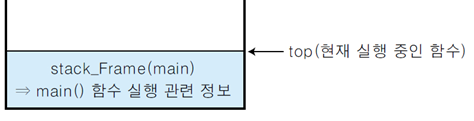 top(현재 실행 중인 함수)
stack_Frame(main)
⇒ main() 함수 실행 관련 정보